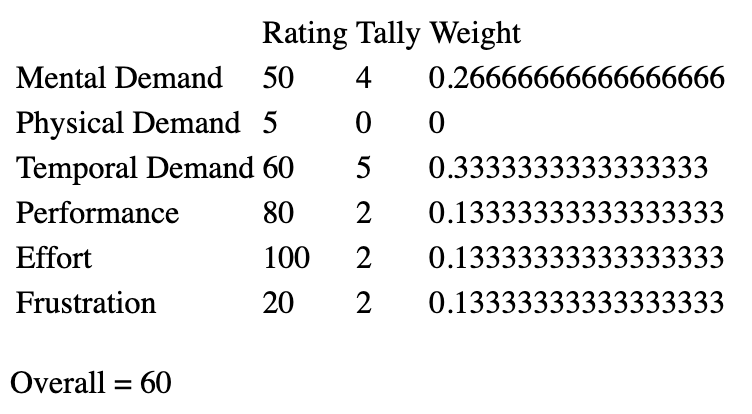 Rating Tally Weight
Mental Demand 50 4 0.26666666666666666
Physical Demand 5 0 0
Temporal Demand 60 5 0.3333333333333333
Performance 80 2 0.13333333333333333
Effort 100 2 0.13333333333333333
Frustration 20 2 0.13333333333333333
Overall = 60